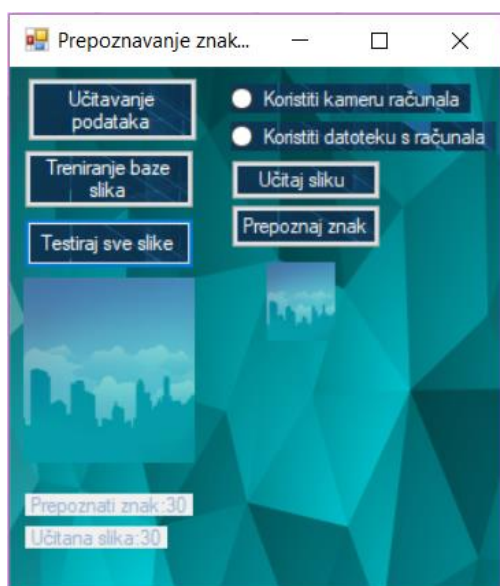 Prepoznavanje znak...
Učitavanje
podataka
Treniranje baze
slika
Testiraj sve slike
Koristiti kameru računala
Koristiti datoteku s računala
Učitaj sliku
Prepoznaj znak
Prepoznati znak:30
Učitana slika:30